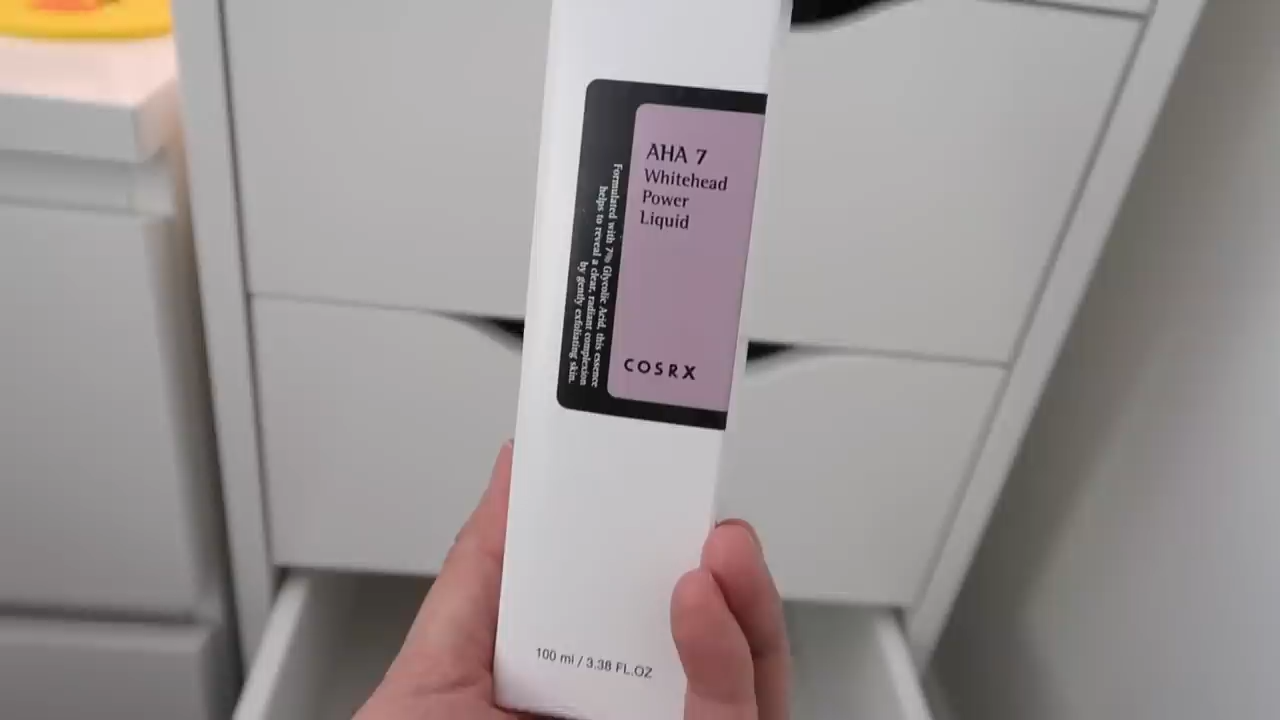 AHA 7
Whitehead
Power
Liquid
Formulated with 7% Glycolic Acid, this essence
helps to reveal a clear, radiant complexion
by gently exfoliating skin.
COSRX
100 ml / 3.38 FL.OZ